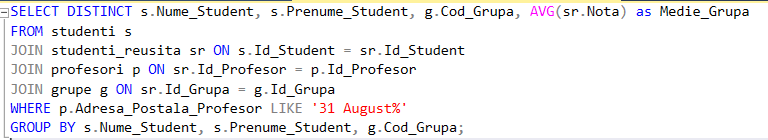 SELECT DISTINCT s.Nume_Student, s.Prenume_Student, g.Cod_Grupa, AVG(sr.Nota) as Medie_Grupa
FROM studenti s
JOIN studenti_reusita sr ON s.Id_Student = sr.Id_Student
JOIN profesori p ON sr.Id_Profesor = p.Id_Profesor
JOIN grupe g ON sr.Id_Grupa = g.Id_Grupa
WHERE p.Adresa_Postala_Profesor LIKE '31 August%'
GROUP BY s.Nume_Student, s.Prenume_Student, g.Cod_Grupa;